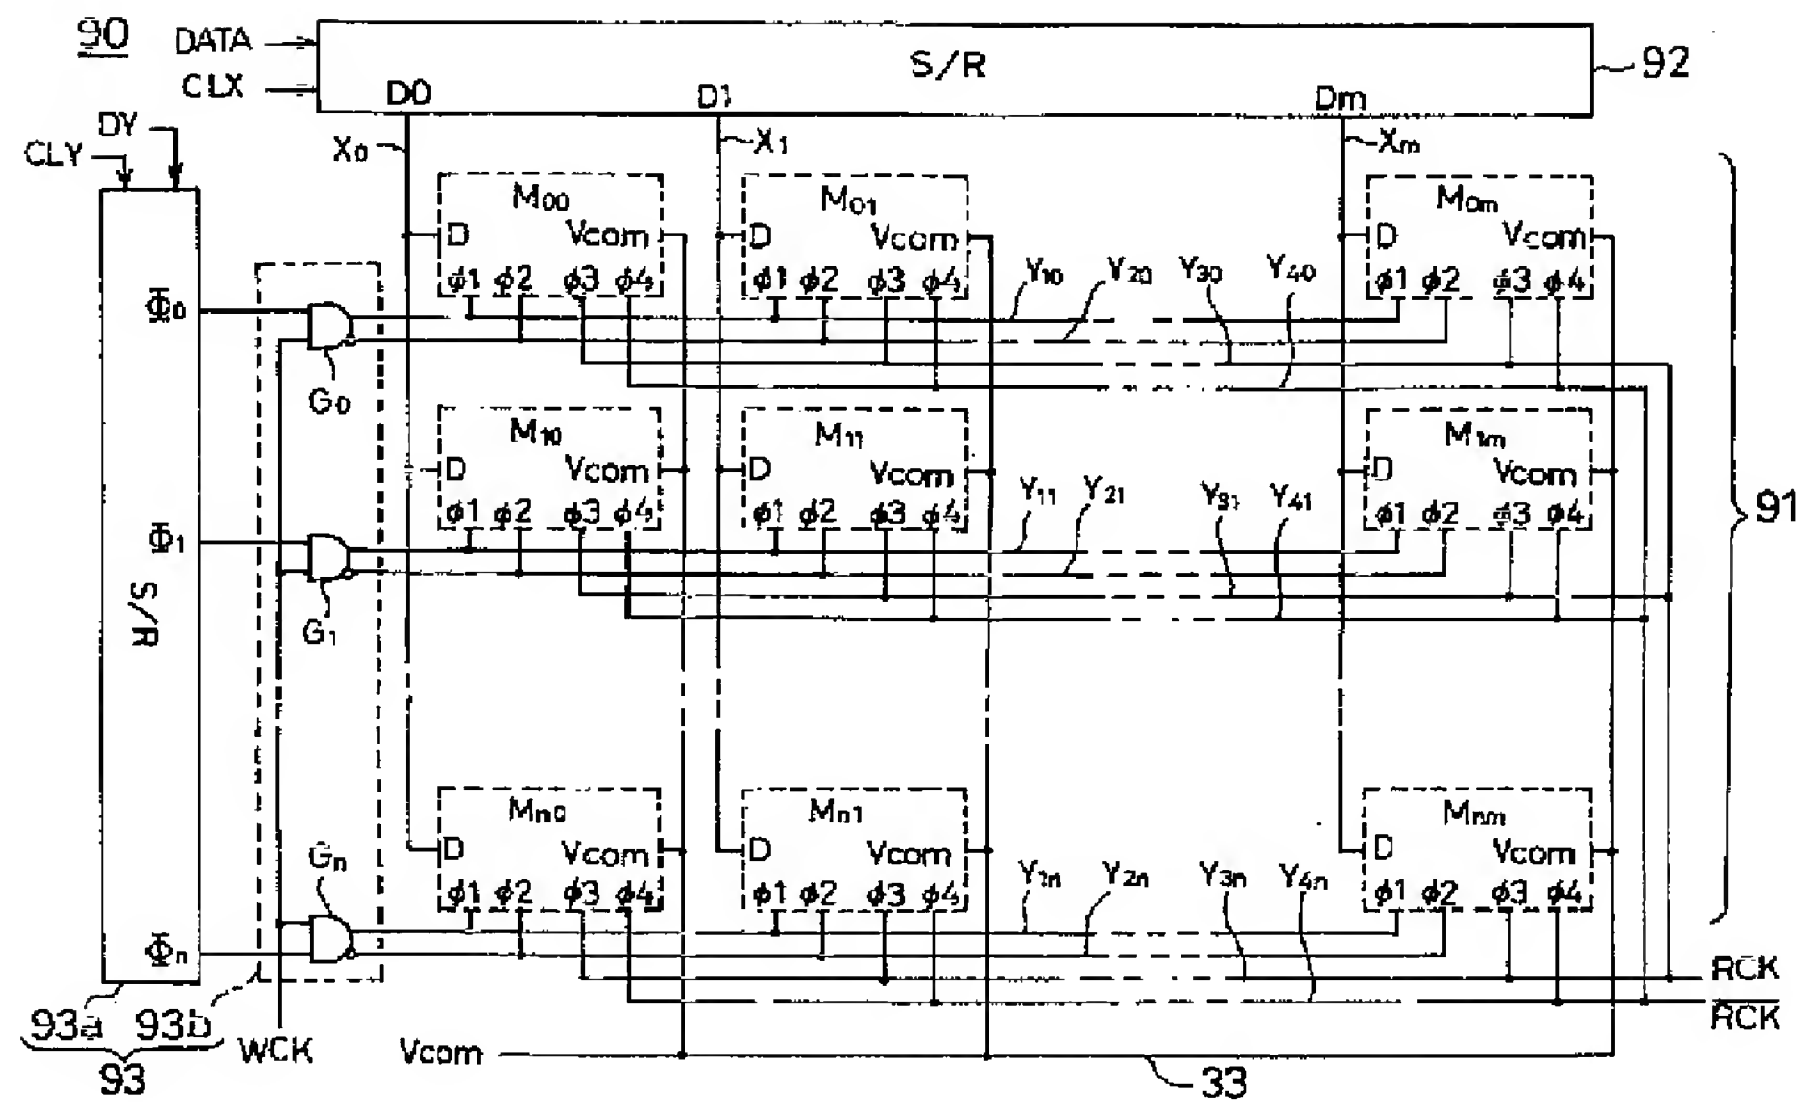 90
DATA
CLX
S/R
92
D0 D1 Dm
DY
CLY
X0 X1 Xm
M00 M01 M0m
D Vcom D Vcom D Vcom
ϕ1 ϕ2 ϕ3 ϕ4 ϕ1 ϕ2 ϕ3 ϕ4 Y10 Y20 Y30 Y40 ϕ1 ϕ2 ϕ3 ϕ4
Φ0
G0
M10 M11 M1m
D Vcom D Vcom D Vcom
ϕ1 ϕ2 ϕ3 ϕ4 ϕ1 ϕ2 ϕ3 ϕ4 Y11 Y21 Y31 Y41 ϕ1 ϕ2 ϕ3 ϕ4
91
Φ1
G1
S/R
Mn0 Mn1 Mnm
Gn D Vcom D Vcom D Vcom
ϕ1 ϕ2 ϕ3 ϕ4 ϕ1 ϕ2 ϕ3 ϕ4 Y1n Y2n Y3n Y4n ϕ1 ϕ2 ϕ3 ϕ4
Φn
RCK
R̅C̅K̅
93a 93b WCK Vcom
93
33